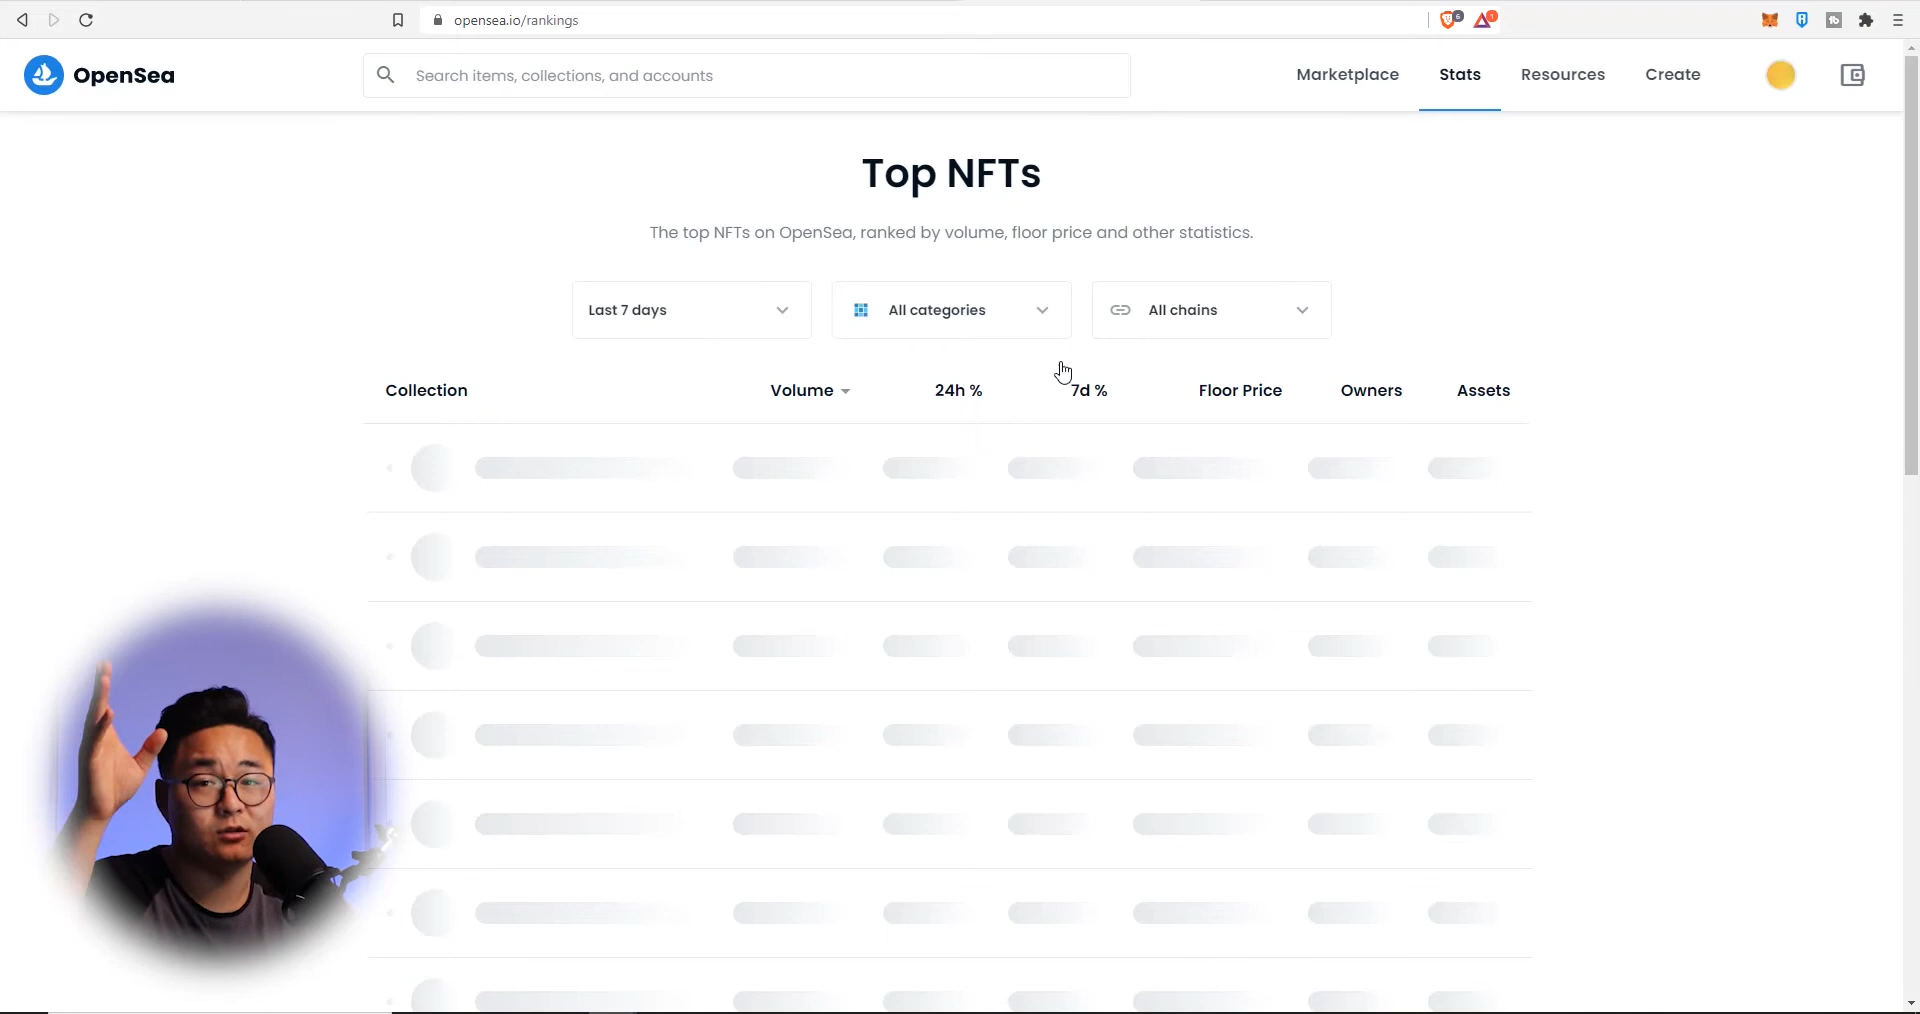 opensea.io/rankings
6
1
OpenSea
Search items, collections, and accounts
Marketplace
Stats
Resources
Create
Top NFTs
The top NFTs on OpenSea, ranked by volume, floor price and other statistics.
Last 7 days
All categories
All chains
Collection
Volume
24h %
7d %
Floor Price
Owners
Assets